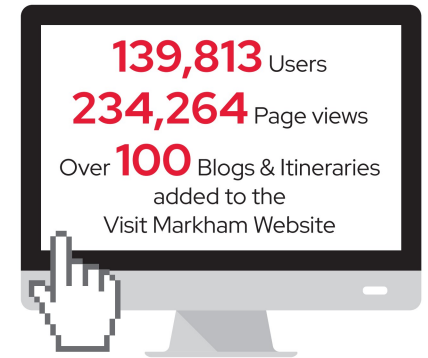 139,813 Users
234,264 Page views
Over 100 Blogs & Itineraries
added to the
Visit Markham Website